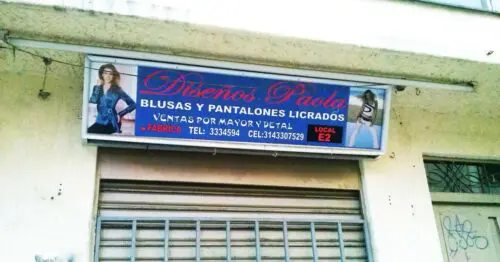 Diseños Paola
BLUSAS Y PANTALONES LICRADOS
VENTAS POR MAYOR Y DETAL
FABRICA TEL: 3334594 CEL:3143307529
LOCAL
E2